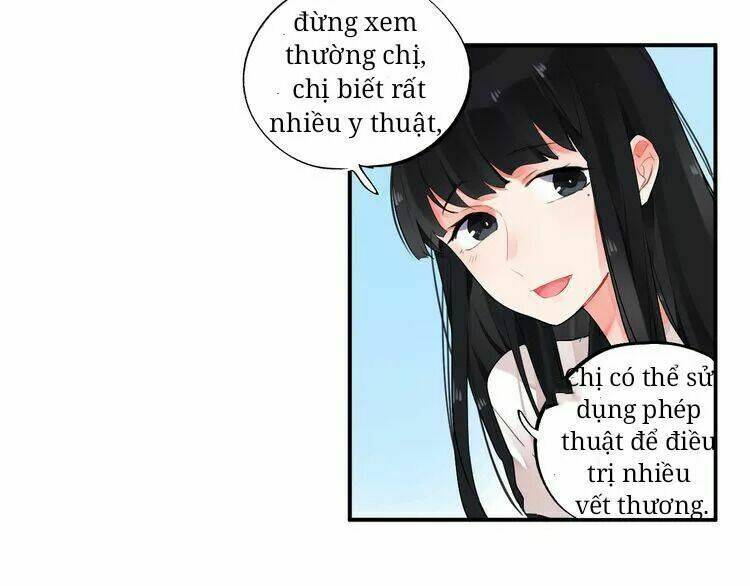 đừng xem
thường chị,
chị biết rất
nhiều y thuật,
Chị có thể sử
dụng phép
thuật để điều
trị nhiều
vết thương.